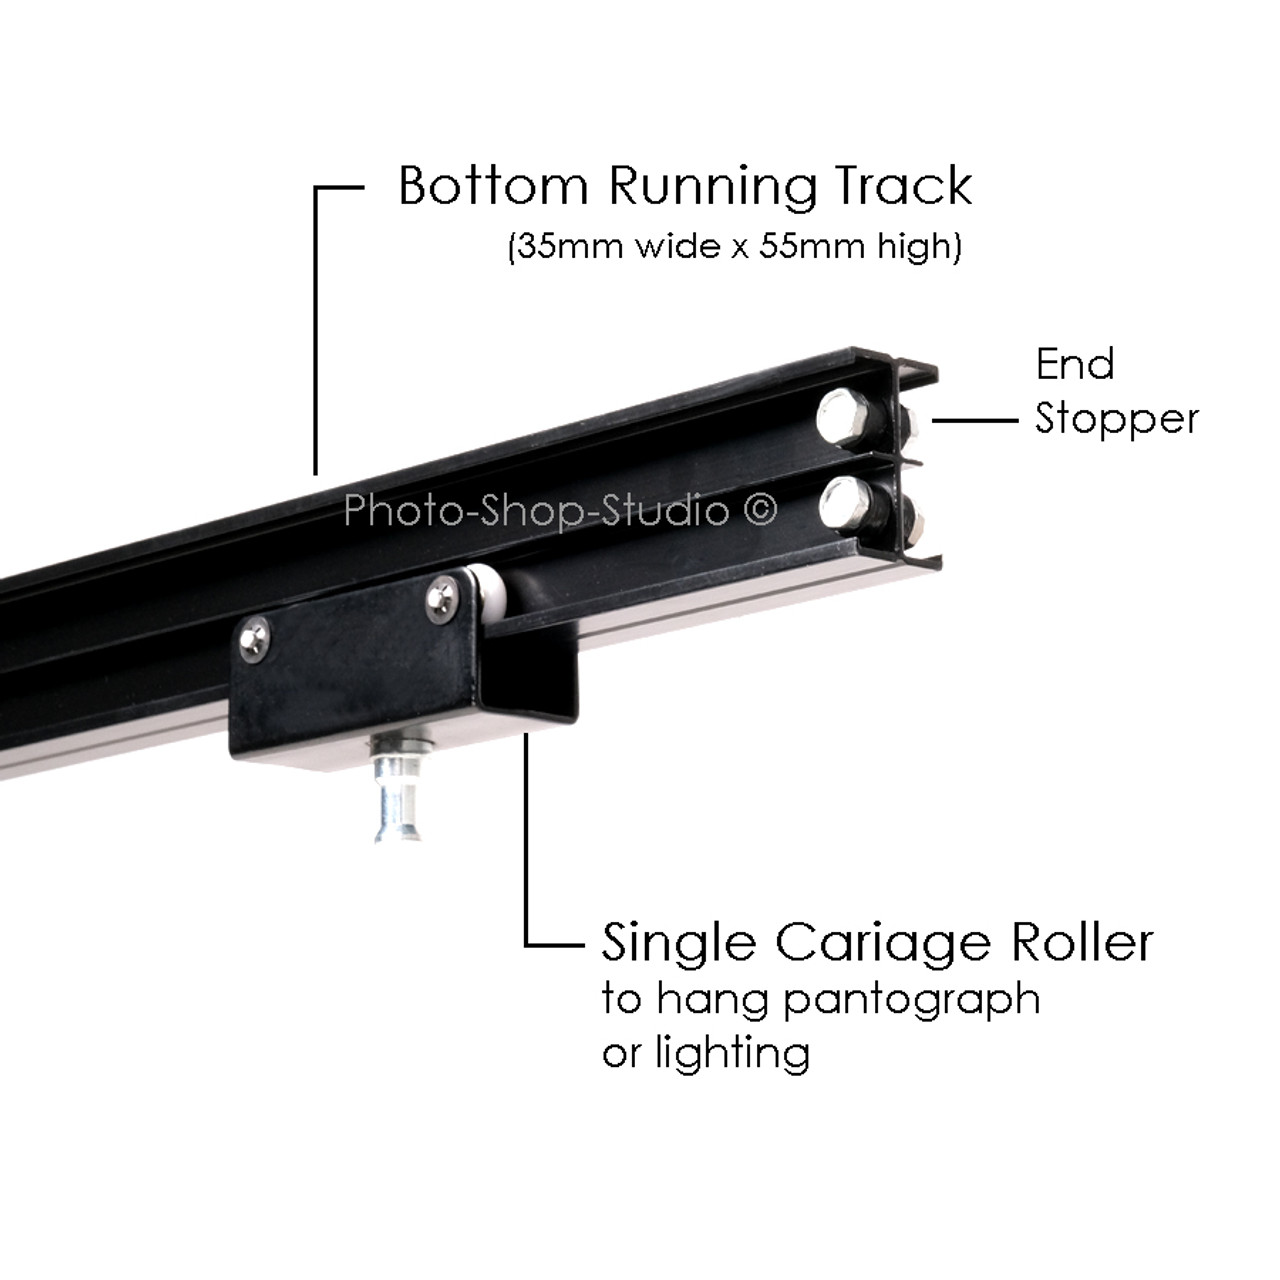 Bottom Running Track
(35mm wide x 55mm high)
End
Stopper
Photo-Shop-Studio ©
Single Cariage Roller
to hang pantograph
or lighting